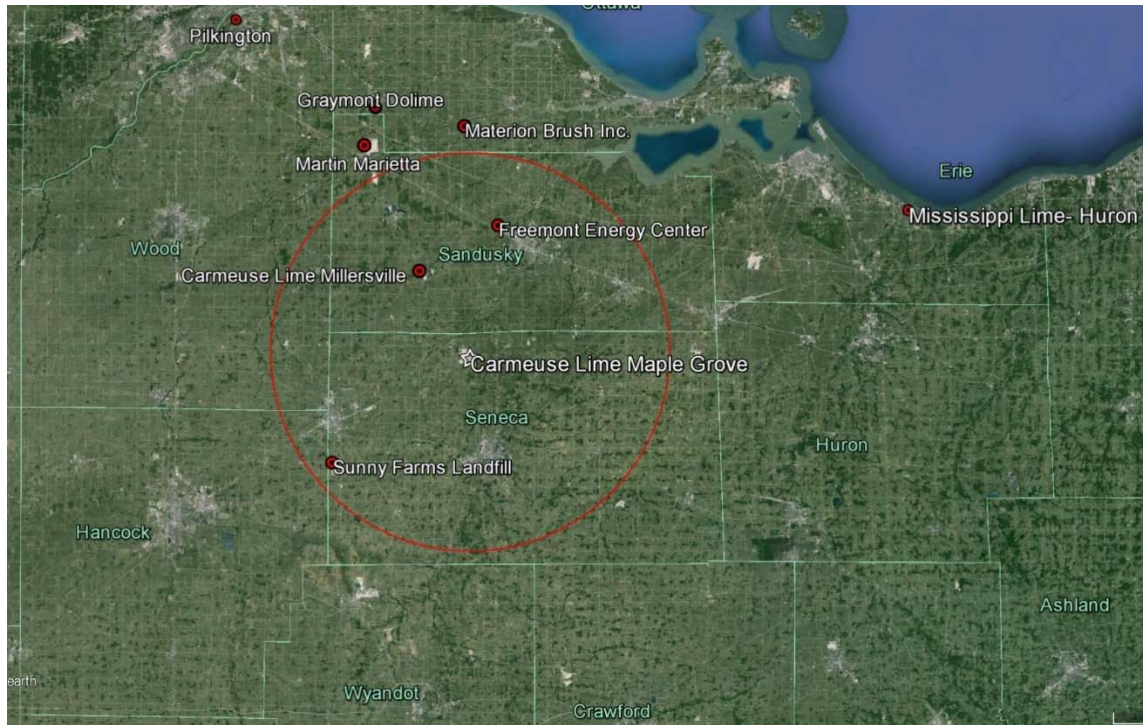 Ottawa
Pilkington
Graymont Dolime
Materion Brush Inc.
Martin Marietta
Erie
Mississippi Lime- Huron
Freemont Energy Center
Wood
Sandusky
Carmeuse Lime Millersville
Carmeuse Lime Maple Grove
Seneca
Huron
Sunny Farms Landfill
Hancock
Ashland
earth
Wyandot
Crawford